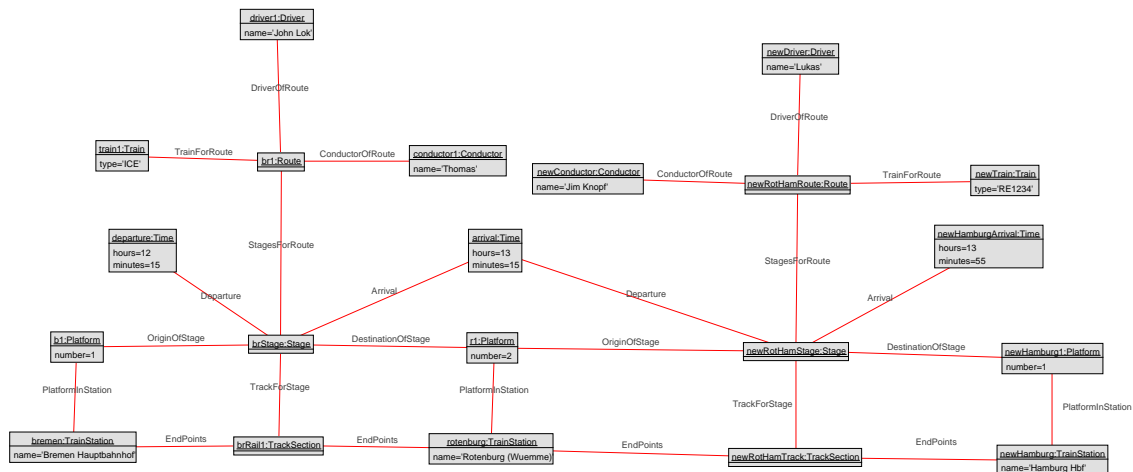 driver1:Driver
name='John Lok'
newDriver:Driver
name='Lukas'
DriverOfRoute
DriverOfRoute
train1:Train
type='ICE'
TrainForRoute
br1:Route
ConductorOfRoute
conductor1:Conductor
name='Thomas'
newConductor:Conductor
name='Jim Knopf'
ConductorOfRoute
newRotHamRoute:Route
TrainForRoute
newTrain:Train
type='RE1234'
departure:Time
hours=12
minutes=15
StagesForRoute
arrival:Time
hours=13
minutes=15
StagesForRoute
newHamburgArrival:Time
hours=13
minutes=55
Departure
Arrival
Departure
Arrival
b1:Platform
number=1
OriginOfStage
brStage:Stage
DestinationOfStage
r1:Platform
number=2
OriginOfStage
newRotHamStage:Stage
DestinationOfStage
newHamburg1:Platform
number=1
PlatformInStation
TrackForStage
PlatformInStation
TrackForStage
PlatformInStation
bremen:TrainStation
name='Bremen Hauptbahnhof'
EndPoints
brRail1:TrackSection
EndPoints
rotenburg:TrainStation
name='Rotenburg (Wuemme)'
EndPoints
newRotHamTrack:TrackSection
EndPoints
newHamburg:TrainStation
name='Hamburg Hbf'